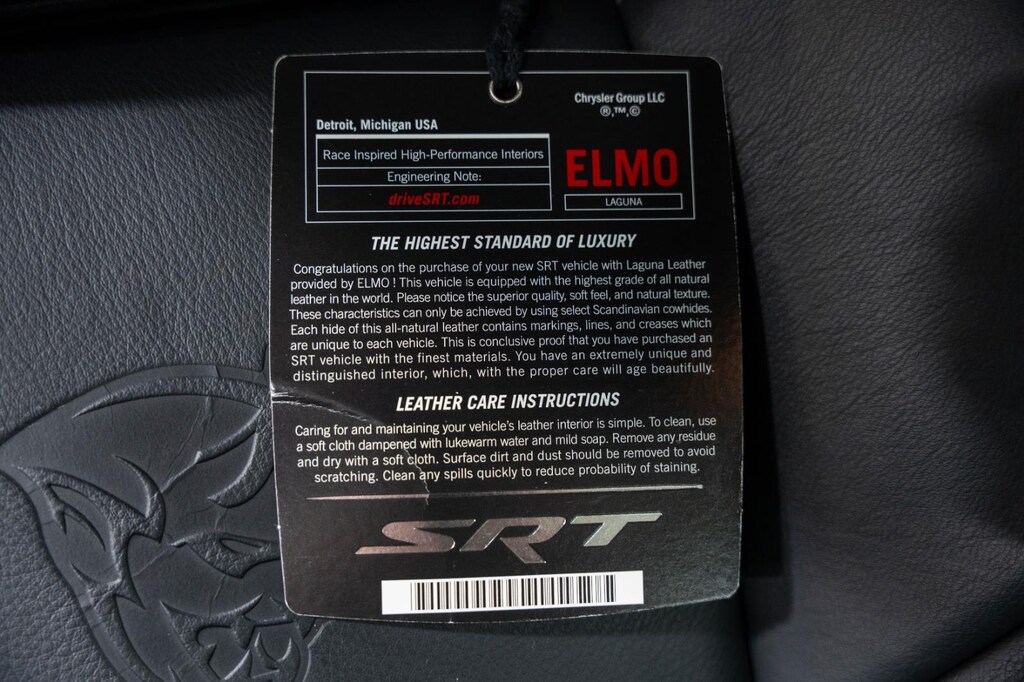 Chrysler Group LLC
®,™,©
Detroit, Michigan USA
Race Inspired High-Performance Interiors
Engineering Note:
driveSRT.com
ELMO
LAGUNA
THE HIGHEST STANDARD OF LUXURY
Congratulations on the purchase of your new SRT vehicle with Laguna Leather
provided by ELMO ! This vehicle is equipped with the highest grade of all natural
leather in the world. Please notice the superior quality, soft feel, and natural texture.
These characteristics can only be achieved by using select Scandinavian cowhides.
Each hide of this all-natural leather contains markings, lines, and creases which
are unique to each vehicle. This is conclusive proof that you have purchased an
SRT vehicle with the finest materials. You have an extremely unique and
distinguished interior, which, with the proper care will age beautifully.
LEATHER CARE INSTRUCTIONS
Caring for and maintaining your vehicle's leather interior is simple. To clean, use
a soft cloth dampened with lukewarm water and mild soap. Remove any residue
and dry with a soft cloth. Surface dirt and dust should be removed to avoid
scratching. Clean any spills quickly to reduce probability of staining.
SRT